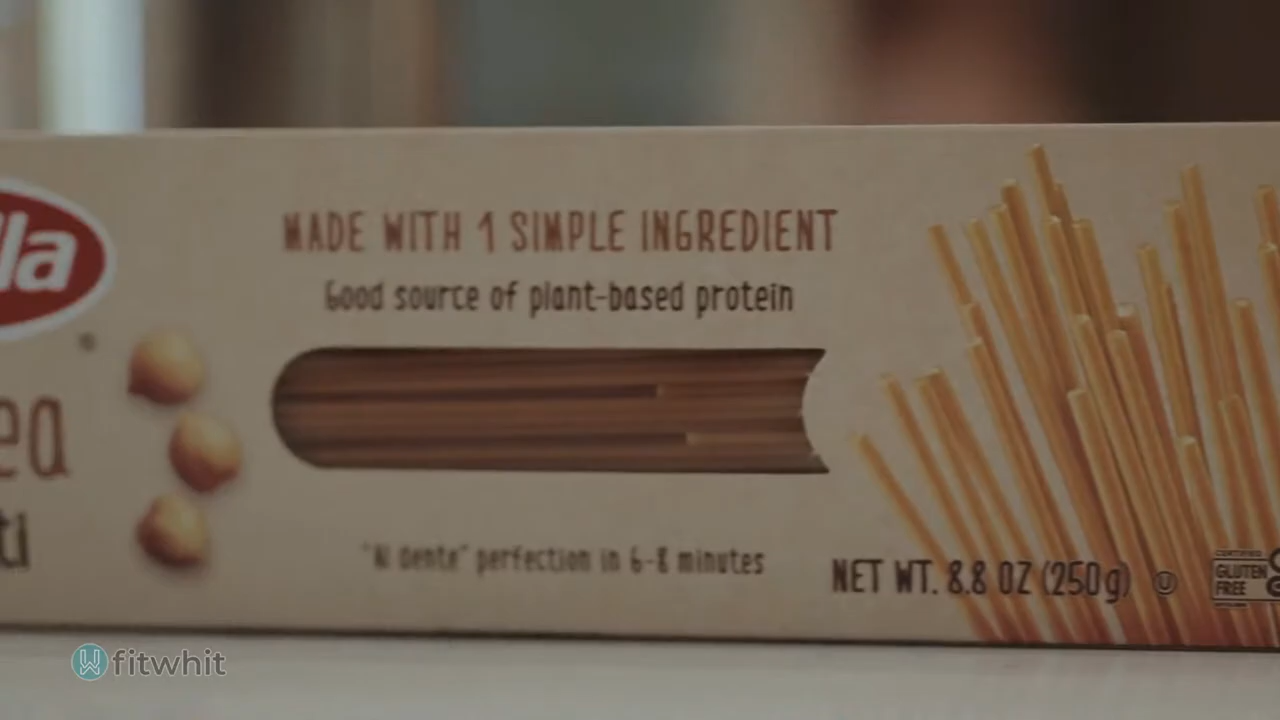 lla
MADE WITH 1 SIMPLE INGREDIENT
Good source of plant-based protein
ea
ti
"Al dente" perfection in 6-8 minutes
NET WT. 8.8 OZ (250g)
U
CERTIFIED
GLUTEN
FREE
fitwhit